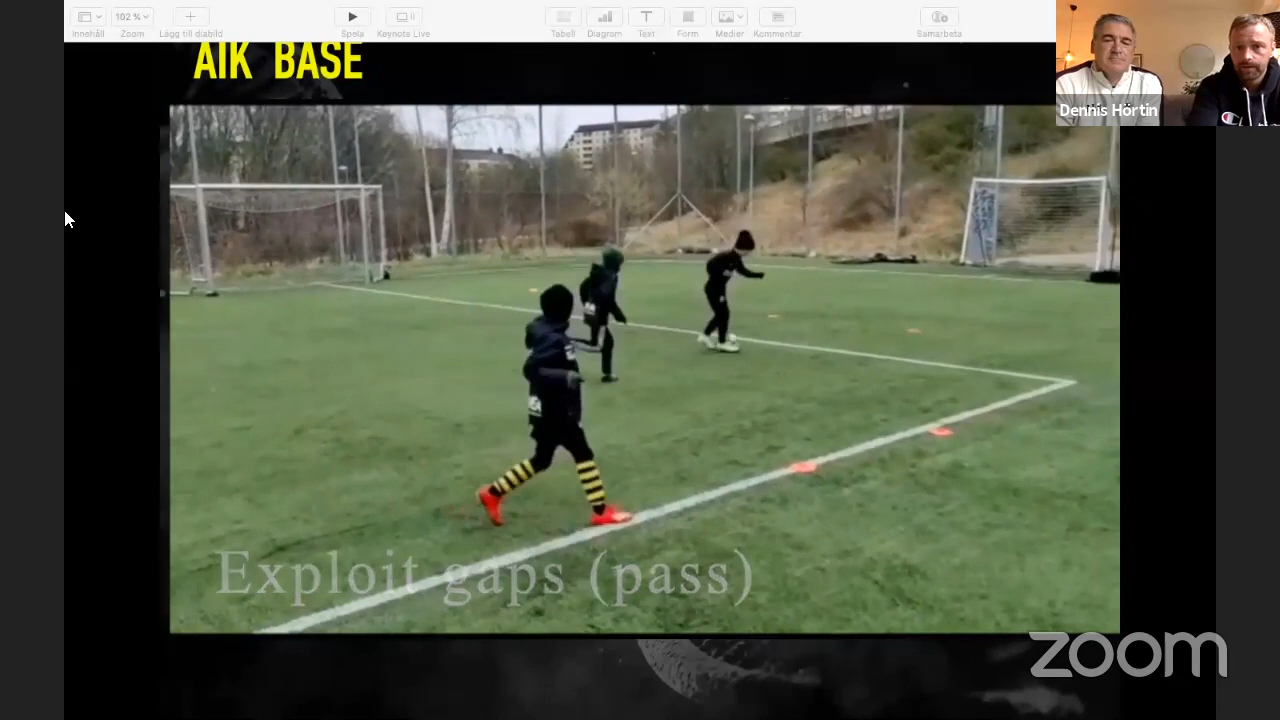 102 %
Innehåll
Zoom
Lägg till diabild
Spela
Keynote Live
Tabell
Diagram
Text
Form
Medier
Kommentar
Samarbeta
Dennis Hörtin
AIK BASE
Exploit gaps (pass)
zoom